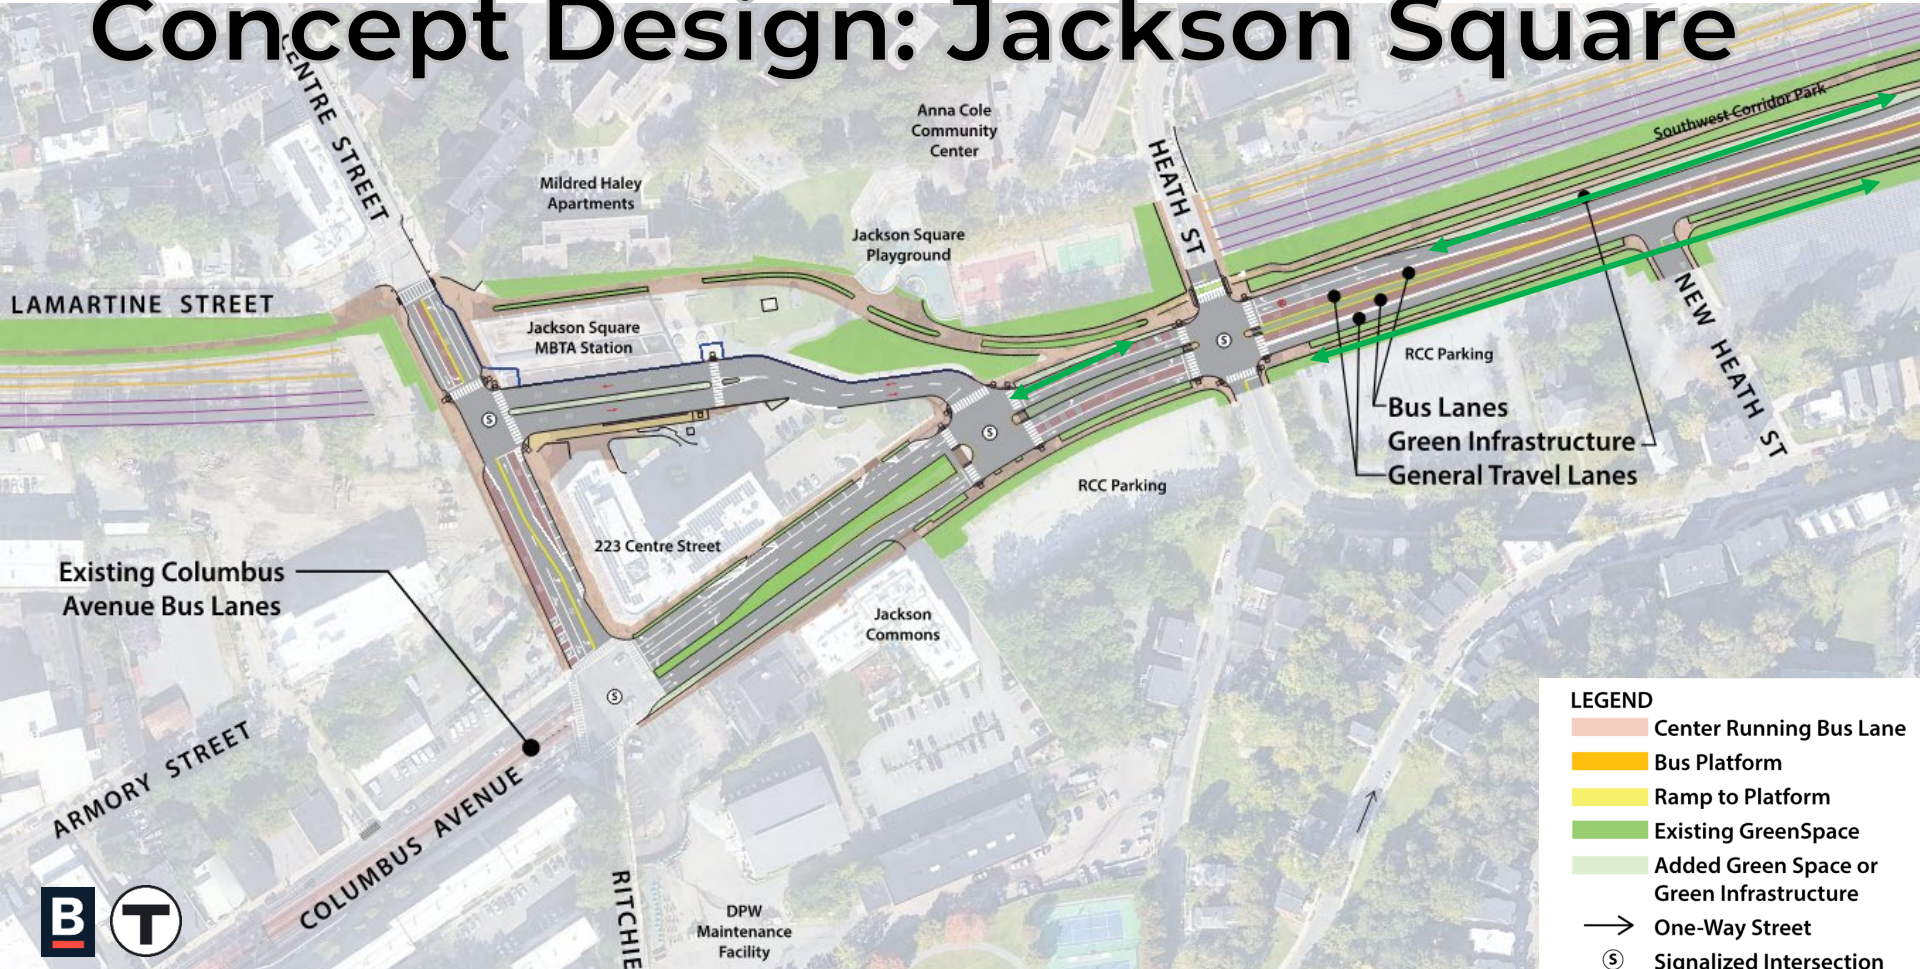 Concept Design: Jackson Square
CENTRE STREET
Anna Cole
Community
Center
HEATH ST
Southwest Corridor Park
Mildred Haley
Apartments
Jackson Square
Playground
LAMARTINE STREET
Jackson Square
MBTA Station
S
S
S
NEW HEATH ST
RCC Parking
Bus Lanes
Green Infrastructure
General Travel Lanes
RCC Parking
223 Centre Street
Existing Columbus
Avenue Bus Lanes
Jackson
Commons
S
ARMORY STREET
COLUMBUS AVENUE
RITCHIE
DPW
Maintenance
Facility
B
T
LEGEND
Center Running Bus Lane
Bus Platform
Ramp to Platform
Existing GreenSpace
Added Green Space or
Green Infrastructure
One-Way Street
S Signalized Intersection